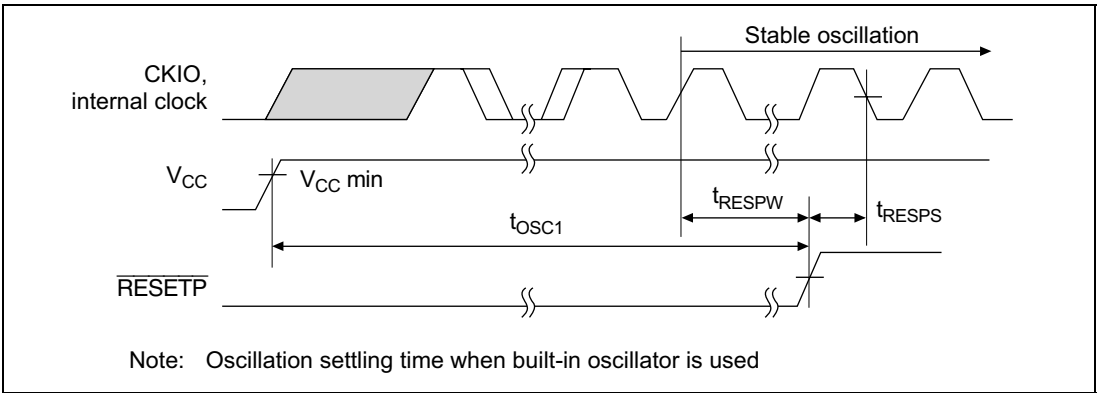 Stable oscillation
CKIO,
internal clock
VCC
VCC min
tRESPW
tRESPS
tOSC1
RESETP
Note: Oscillation settling time when built-in oscillator is used